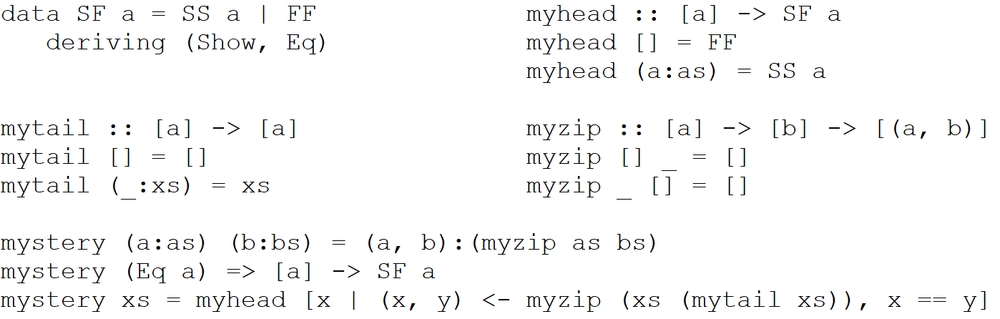 data SF a = SS a | FF
   deriving (Show, Eq)
myhead :: [a] -> SF a
myhead [] = FF
myhead (a:as) = SS a
mytail :: [a] -> [a]
mytail [] = []
mytail (_:xs) = xs
myzip :: [a] -> [b] -> [(a, b)]
myzip [] _ = []
myzip _ [] = []
mystery (a:as) (b:bs) = (a, b):(myzip as bs)
mystery (Eq a) => [a] -> SF a
mystery xs = myhead [x | (x, y) <- myzip (xs (mytail xs)), x == y]